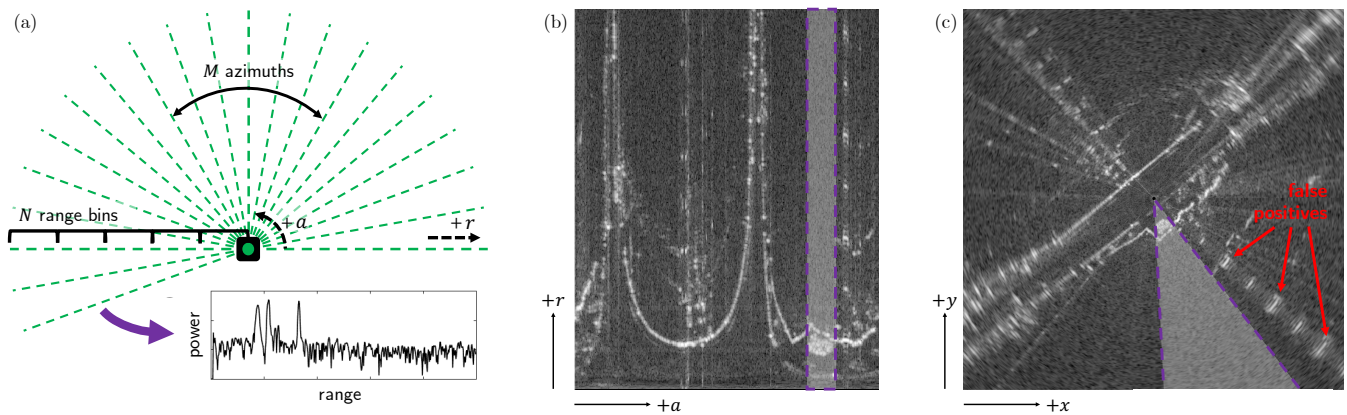 (a)
M azimuths
N range bins
+a
+r
power
range
(b)
+r
+a
(c)
false
positives
+y
+x